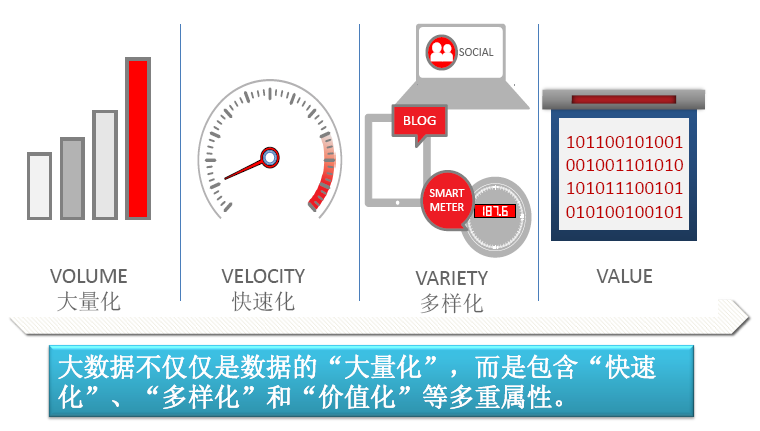 SOCIAL
BLOG
SMART
METER
187.6
101100101001
001001101010
101011100101
010100100101
VOLUME
大量化
VELOCITY
快速化
VARIETY
多样化
VALUE
大数据不仅仅是数据的“大量化”，而是包含“快速
化”、“多样化”和“价值化”等多重属性。